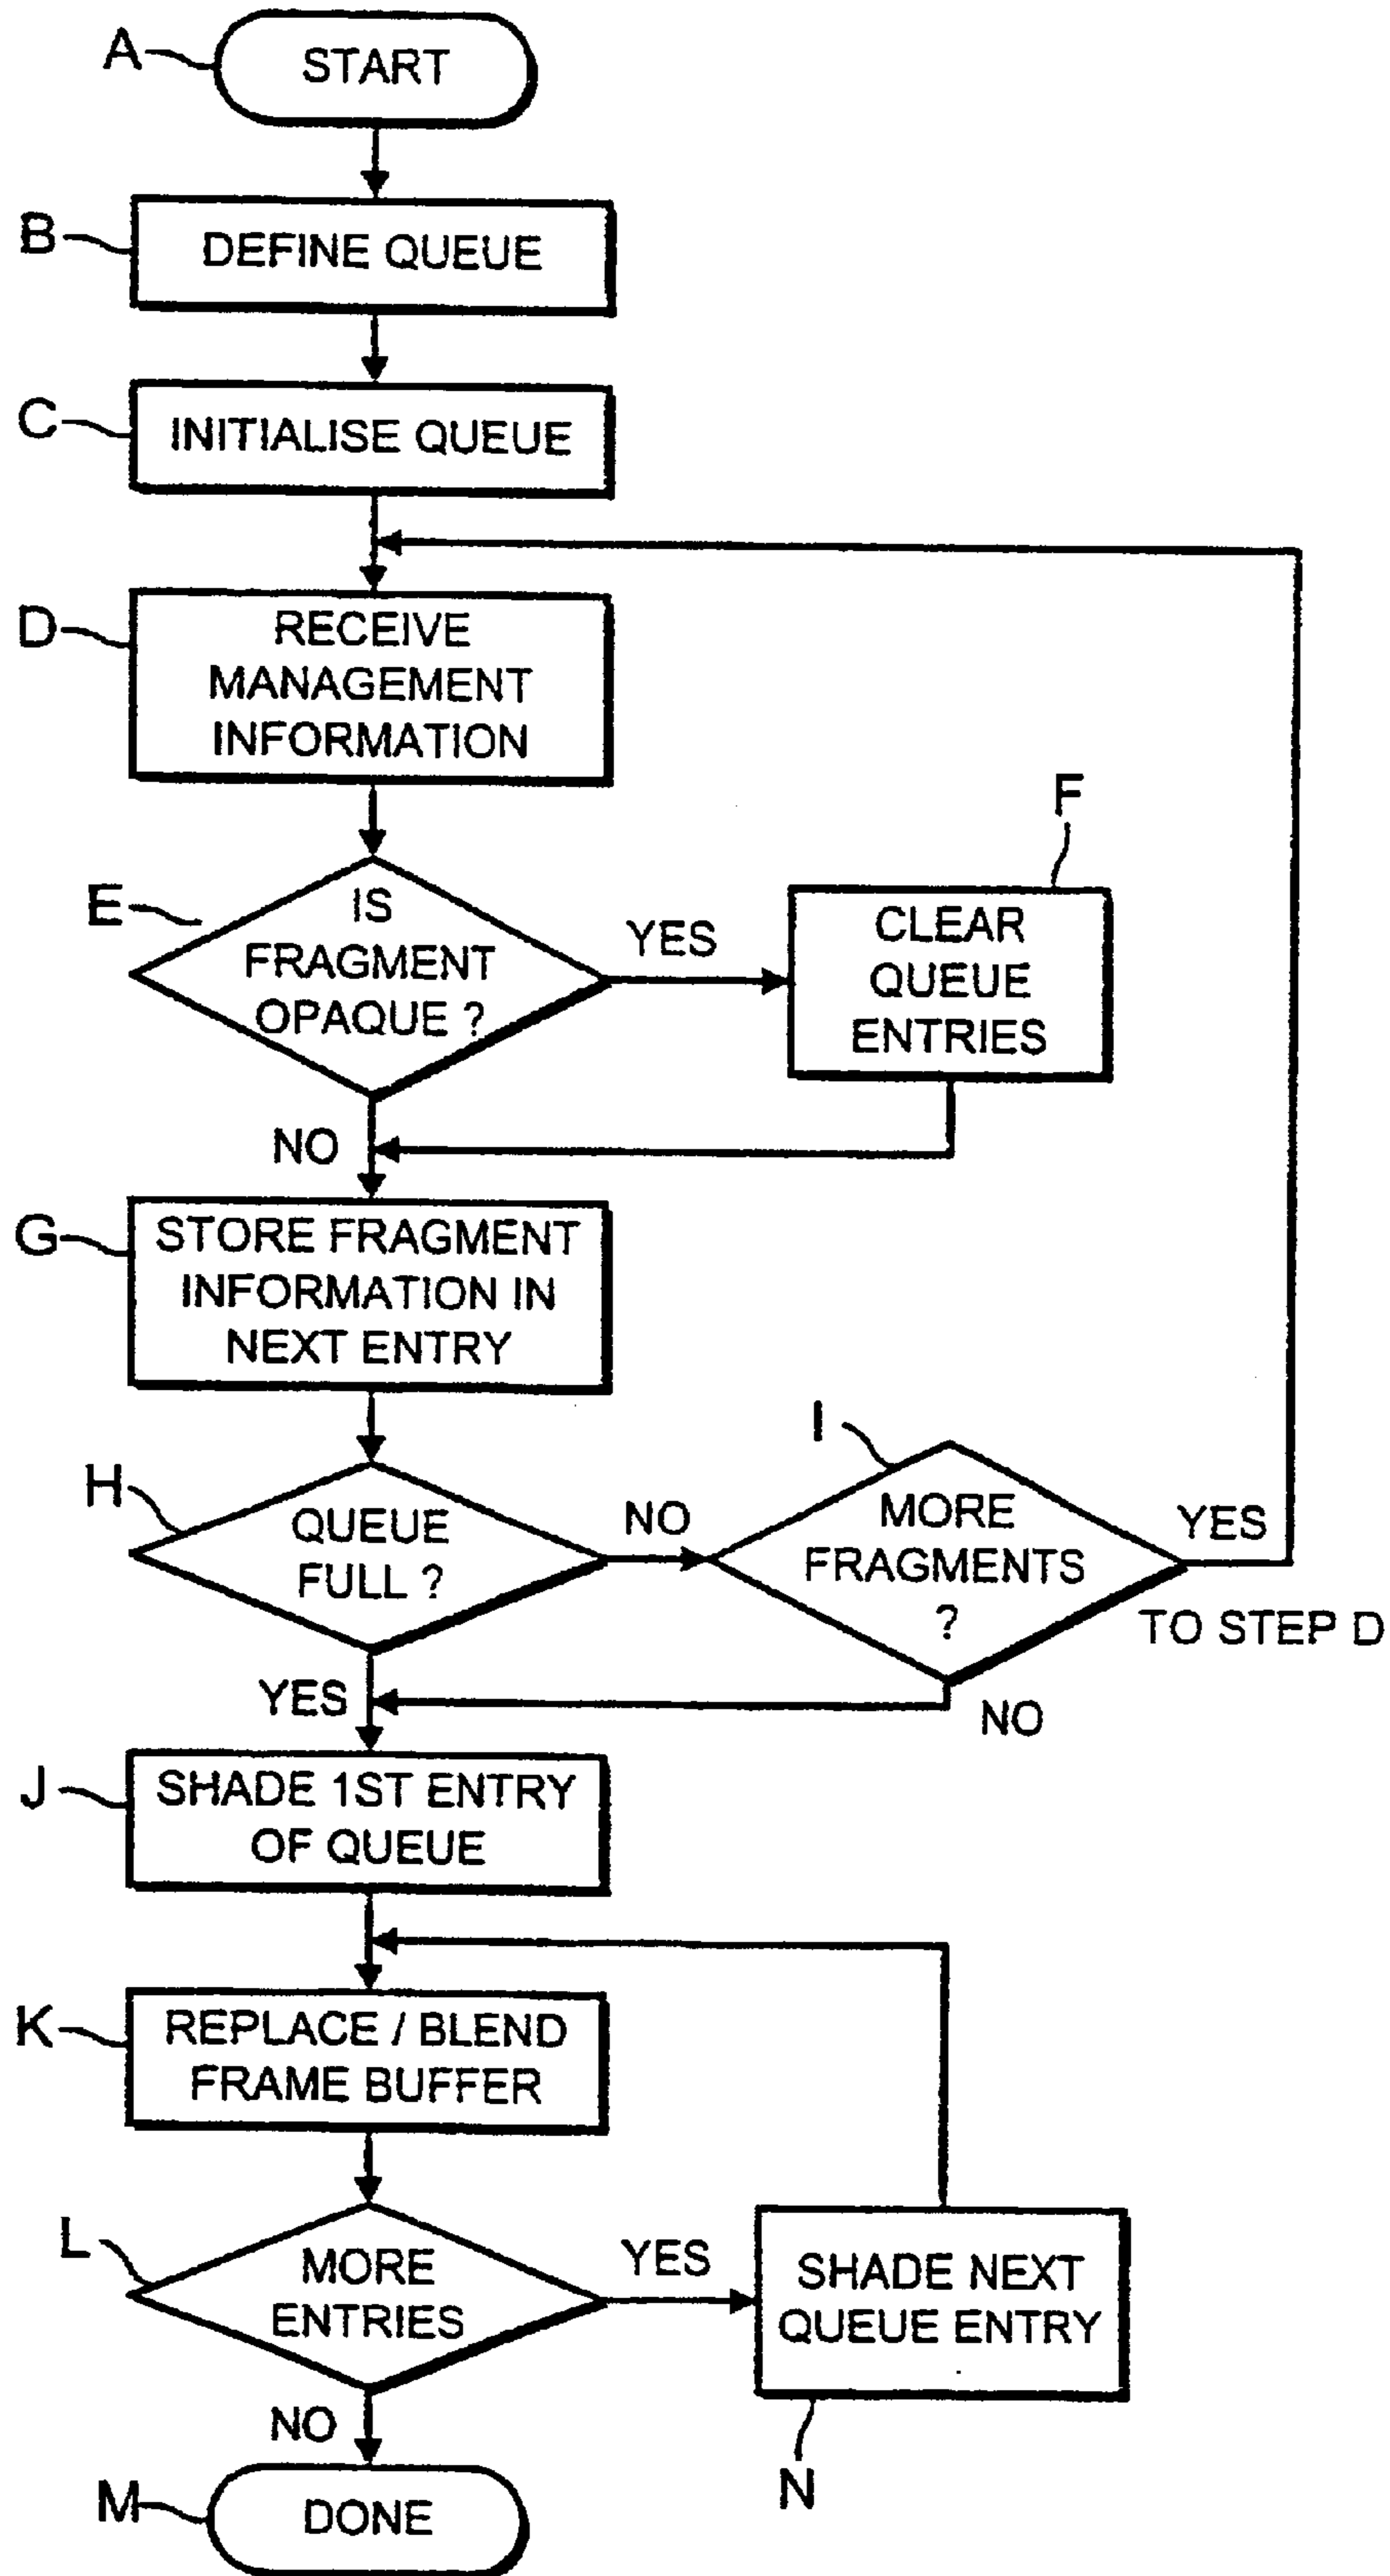 A
START
B
DEFINE QUEUE
C
INITIALISE QUEUE
D
RECEIVE
MANAGEMENT
INFORMATION
E
IS
FRAGMENT
OPAQUE ?
YES
F
CLEAR
QUEUE
ENTRIES
NO
G
STORE FRAGMENT
INFORMATION IN
NEXT ENTRY
H
QUEUE
FULL ?
NO
I
MORE
FRAGMENTS
?
YES
TO STEP D
YES
NO
J
SHADE 1ST ENTRY
OF QUEUE
K
REPLACE / BLEND
FRAME BUFFER
L
MORE
ENTRIES
YES
SHADE NEXT
QUEUE ENTRY
N
NO
M
DONE